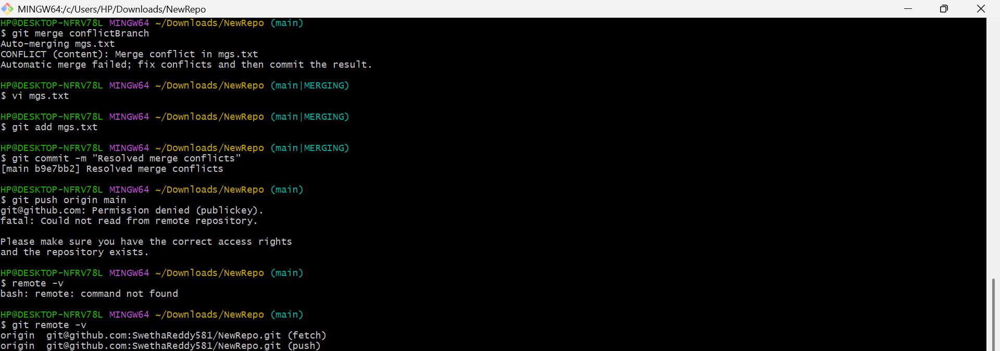 MINGW64:/c/Users/HP/Downloads/NewRepo
HP@DESKTOP-NFRV78L MINGW64 ~/Downloads/NewRepo (main)
$ git merge conflictBranch
Auto-merging mgs.txt
CONFLICT (content): Merge conflict in mgs.txt
Automatic merge failed; fix conflicts and then commit the result.
HP@DESKTOP-NFRV78L MINGW64 ~/Downloads/NewRepo (main|MERGING)
$ vi mgs.txt
HP@DESKTOP-NFRV78L MINGW64 ~/Downloads/NewRepo (main|MERGING)
$ git add mgs.txt
HP@DESKTOP-NFRV78L MINGW64 ~/Downloads/NewRepo (main|MERGING)
$ git commit -m "Resolved merge conflicts"
[main b9e7bb2] Resolved merge conflicts
HP@DESKTOP-NFRV78L MINGW64 ~/Downloads/NewRepo (main)
$ git push origin main
git@github.com: Permission denied (publickey).
fatal: Could not read from remote repository.
Please make sure you have the correct access rights
and the repository exists.
HP@DESKTOP-NFRV78L MINGW64 ~/Downloads/NewRepo (main)
$ remote -v
bash: remote: command not found
HP@DESKTOP-NFRV78L MINGW64 ~/Downloads/NewRepo (main)
$ git remote -v
origin  git@github.com:SwethaReddy581/NewRepo.git (fetch)
origin  git@github.com:SwethaReddy581/NewRepo.git (push)